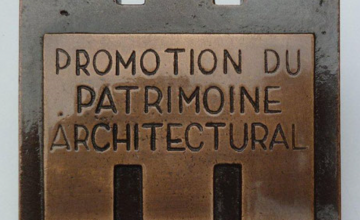 PROMOTION DU
PATRIMOINE
ARCHITECTURAL